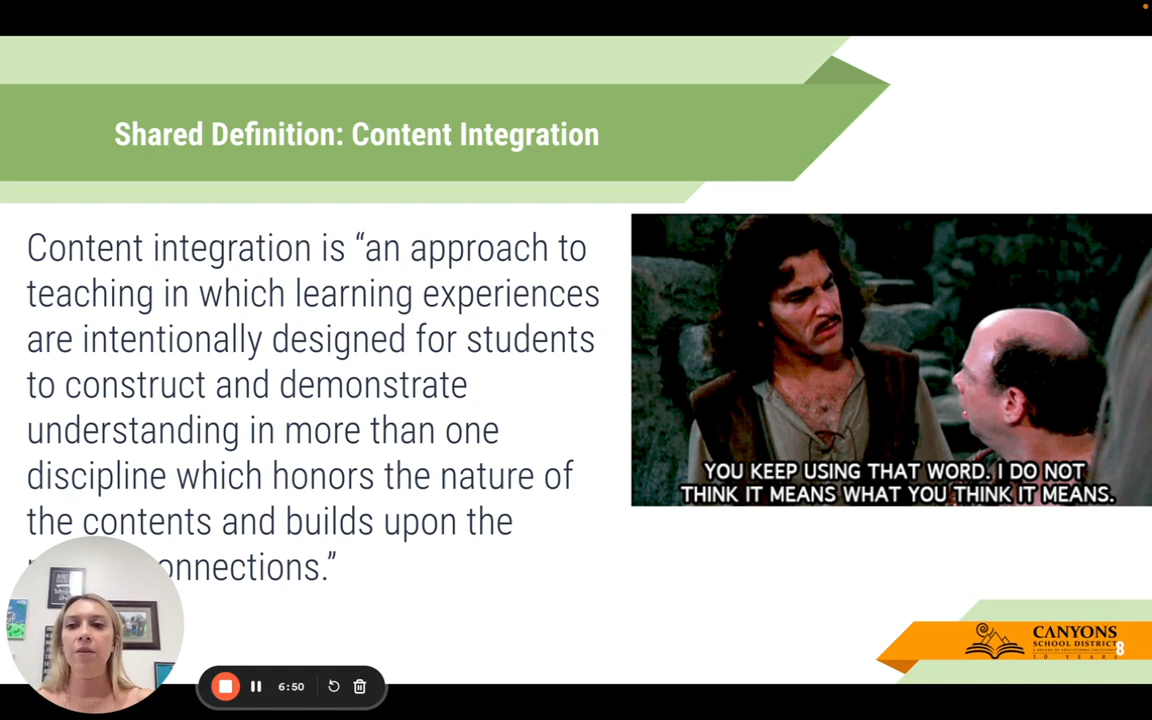 Shared Definition: Content Integration
Content integration is “an approach to
teaching in which learning experiences
are intentionally designed for students
to construct and demonstrate
understanding in more than one
discipline which honors the nature of
the contents and builds upon the
onnections.”
YOU KEEP USING THAT WORD. I DO NOT
THINK IT MEANS WHAT YOU THINK IT MEANS.
CANYONS
SCHOOL DISTRICT
10 YEARS
8
6:50